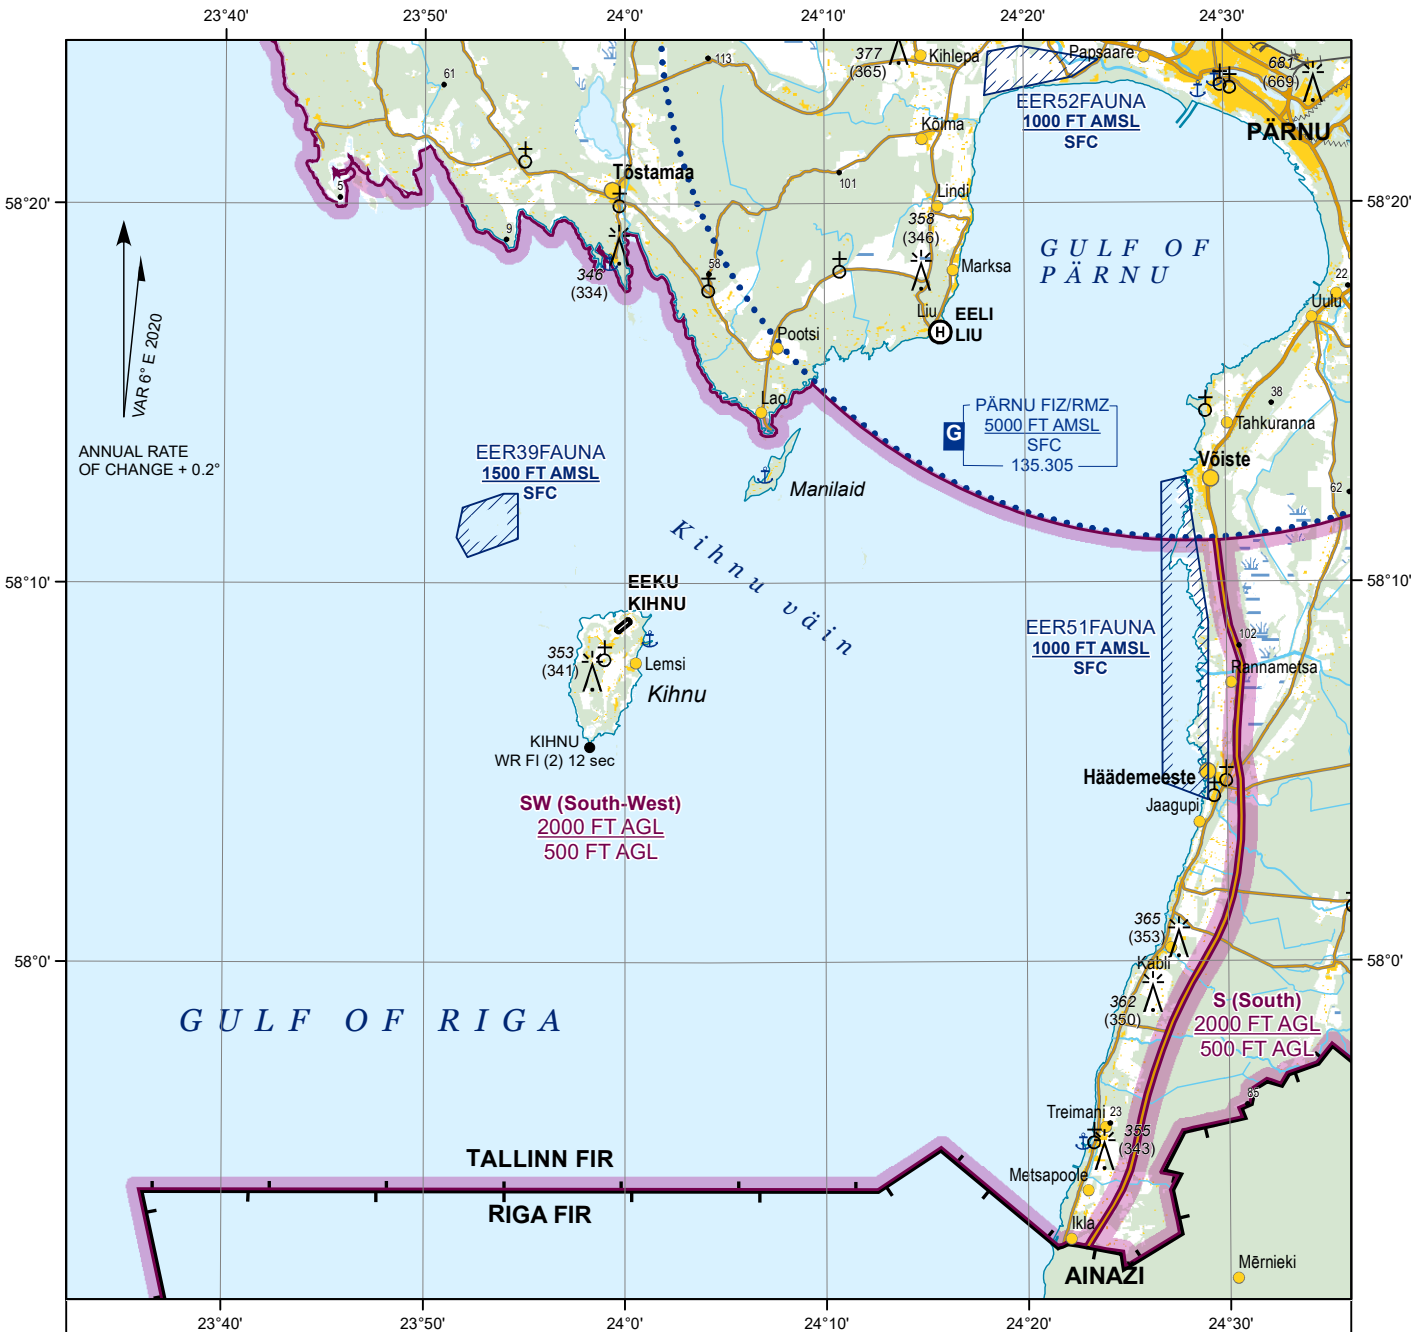 23°40'
23°50'
24°0'
24°10'
24°20'
24°30'
113
377
(365)
Kihlepa
Papsaare
681
(669)
61
EER52FAUNA
1000 FT AMSL
SFC
Kõima
PÄRNU
Tõstamaa
101
5
Lindi
58°20'
58°20'
9
358
(346)
GULF OF
PÄRNU
346
(334)
58
Marksa
22
Uulu
Liu
H
EELI
LIU
VAR 6° E 2020
Pootsi
38
Lao
PÄRNU FIZ/RMZ
G
5000 FT AMSL
SFC
135.305
Tahkuranna
ANNUAL RATE
OF CHANGE + 0.2°
EER39FAUNA
1500 FT AMSL
SFC
Võiste
Manilaid
62
Kihnu väin
58°10'
58°10'
EEKU
KIHNU
EER51FAUNA
1000 FT AMSL
SFC
102
353
(341)
Lemsi
Rannametsa
Kihnu
KIHNU
WR FI (2) 12 sec
Häädemeeste
SW (South-West)
2000 FT AGL
500 FT AGL
Jaagupi
365
(353)
58°0'
58°0'
Kabli
362
(350)
S (South)
2000 FT AGL
500 FT AGL
GULF OF RIGA
85
Treimani
23
355
(343)
TALLINN FIR
Metsapoole
RIGA FIR
Ikla
Mērnieki
AINAZI
23°40'
23°50'
24°0'
24°10'
24°20'
24°30'